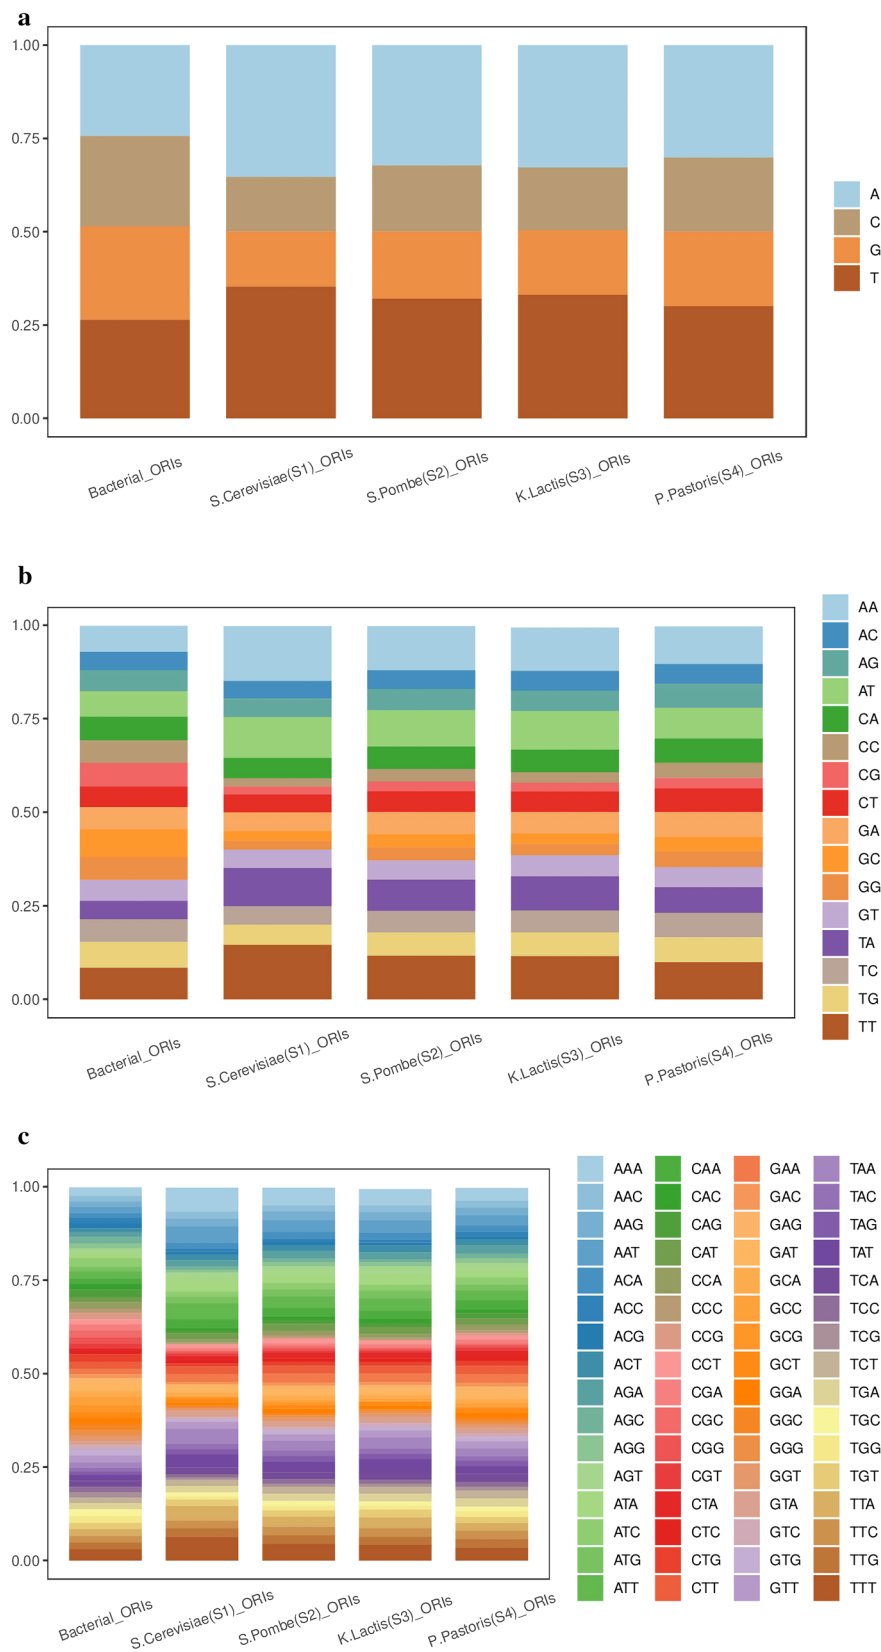 a
1.00
0.75
0.50
0.25
0.00
Bacterial_ORIs
S.Cerevisiae(S1)_ORIs
S.Pombe(S2)_ORIs
K.Lactis(S3)_ORIs
P.Pastoris(S4)_ORIs
A
C
G
T
b
1.00
0.75
0.50
0.25
0.00
Bacterial_ORIs
S.Cerevisiae(S1)_ORIs
S.Pombe(S2)_ORIs
K.Lactis(S3)_ORIs
P.Pastoris(S4)_ORIs
AA
AC
AG
AT
CA
CC
CG
CT
GA
GC
GG
GT
TA
TC
TG
TT
c
1.00
0.75
0.50
0.25
0.00
Bacterial_ORIs
S.Cerevisiae(S1)_ORIs
S.Pombe(S2)_ORIs
K.Lactis(S3)_ORIs
P.Pastoris(S4)_ORIs
AAA CAA GAA TAA
AAC CAC GAC TAC
AAG CAG GAG TAG
AAT CAT GAT TAT
ACA CCA GCA TCA
ACC CCC GCC TCC
ACG CCG GCG TCG
ACT CCT GCT TCT
AGA CGA GGA TGA
AGC CGC GGC TGC
AGG CGG GGG TGG
AGT CGT GGT TGT
ATA CTA GTA TTA
ATC CTC GTC TTC
ATG CTG GTG TTG
ATT CTT GTT TTT